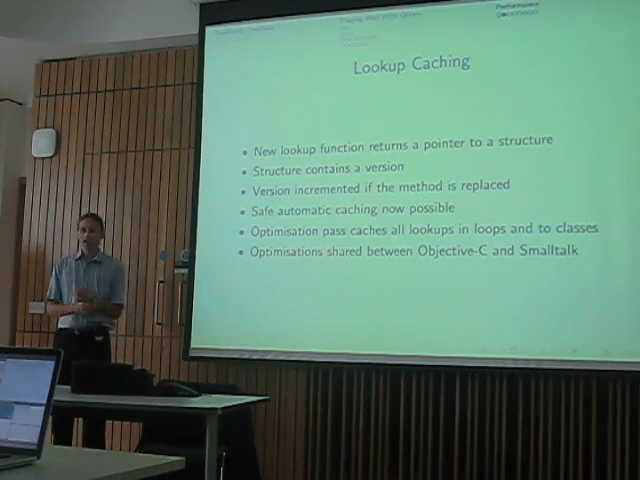 Performance
Lookup Caching
New lookup function returns a pointer to a structure
Structure contains a version
Version incremented if the method is replaced
Safe automatic caching now possible
Optimisation pass caches all lookups in loops and to classes
Optimisations shared between Objective-C and Smalltalk